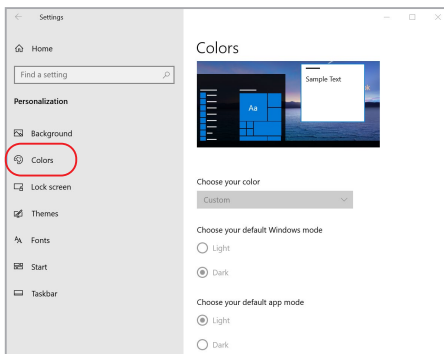 Settings
Home
Find a setting
Personalization
Background
Colors
Lock screen
Themes
Fonts
Start
Taskbar
Colors
Sample Text
Aa
Choose your color
Custom
Choose your default Windows mode
Light
Dark
Choose your default app mode
Light
Dark